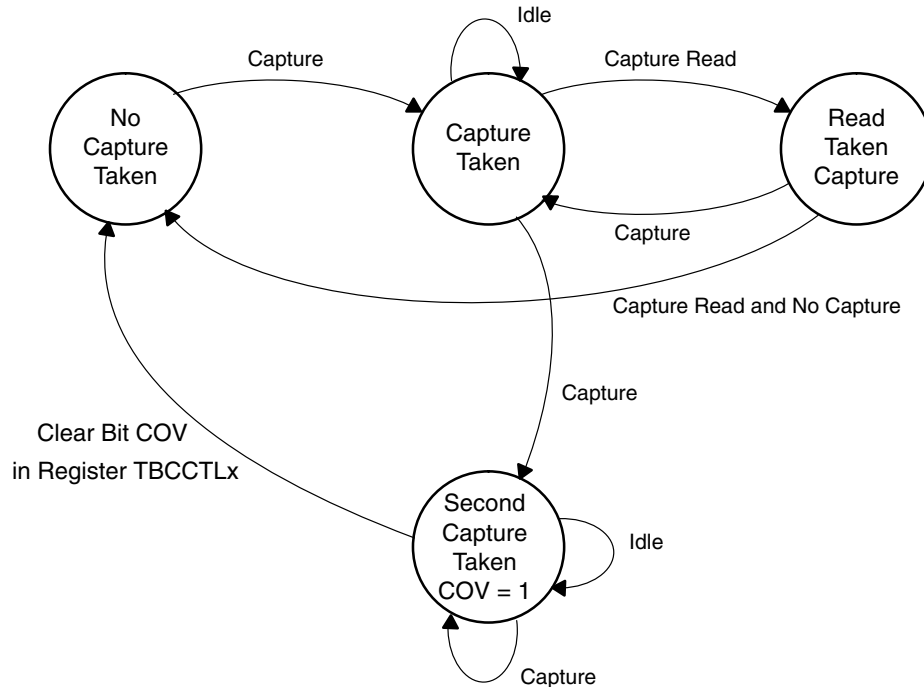 Idle
Capture
Capture Read
No
Capture
Taken
Capture
Taken
Read
Taken
Capture
Capture
Capture Read and No Capture
Capture
Clear Bit COV
in Register TBCCTLx
Second
Capture
Taken
COV = 1
Idle
Capture